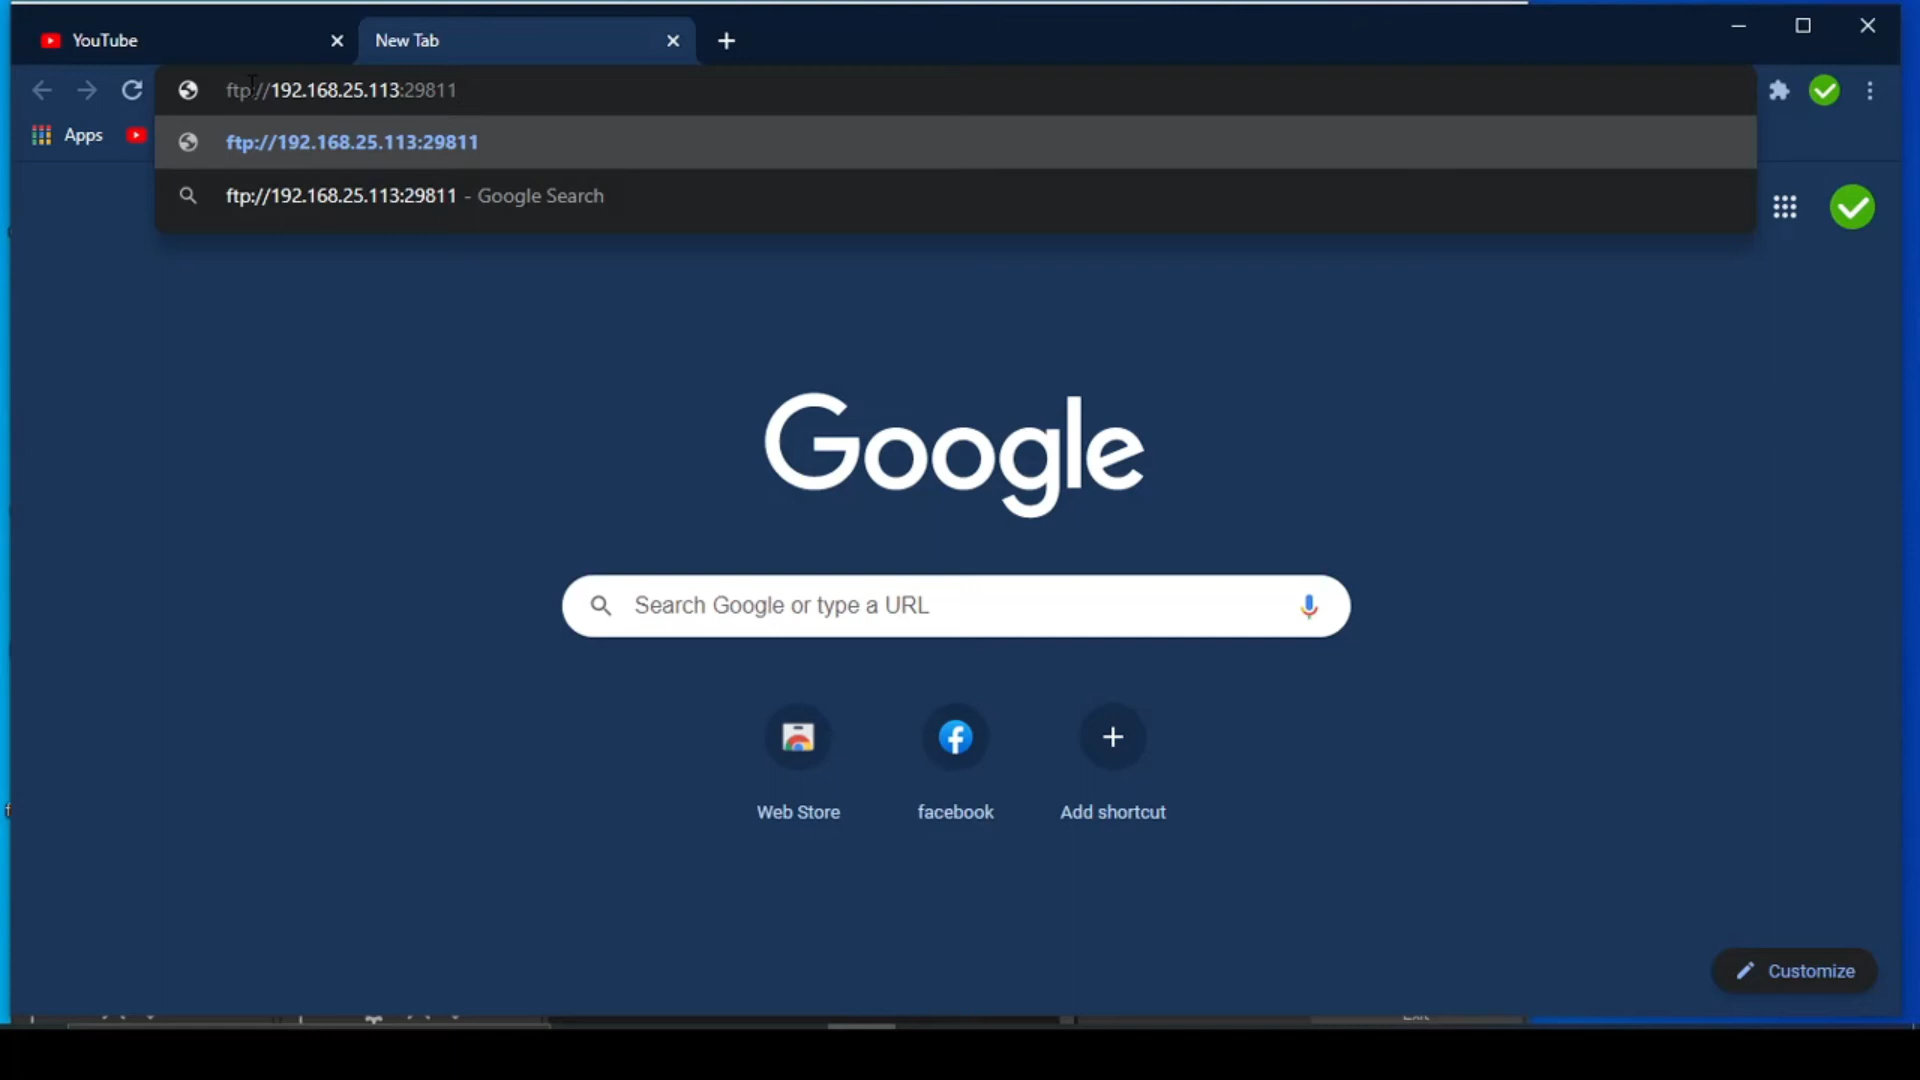 YouTube
New Tab
ftp://192.168.25.113:29811
Apps
ftp://192.168.25.113:29811
ftp://192.168.25.113:29811 - Google Search
Google
Search Google or type a URL
Web Store
facebook
Add shortcut
Customize